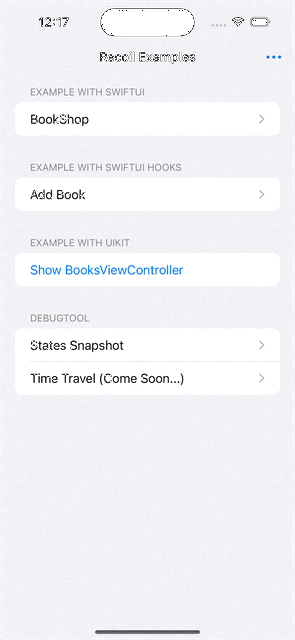 12:17
Recoil Examples
EXAMPLE WITH SWIFTUI
BookShop
EXAMPLE WITH SWIFTUI HOOKS
Add Book
EXAMPLE WITH UIKIT
Show BooksViewController
DEBUGTOOL
States Snapshot
Time Travel (Come Soon...)